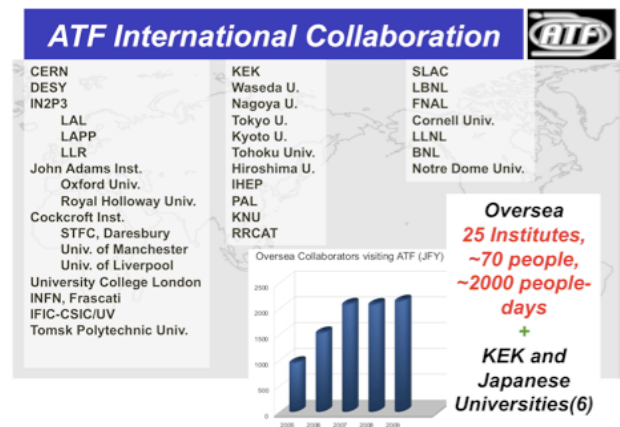 ATF International Collaboration
ATF
CERN
DESY
IN2P3
LAL
LAPP
LLR
John Adams Inst.
Oxford Univ.
Royal Holloway Univ.
Cockcroft Inst.
STFC, Daresbury
Univ. of Manchester
Univ. of Liverpool
University College London
INFN, Frascati
IFIC-CSIC/UV
Tomsk Polytechnic Univ.
KEK
Waseda U.
Nagoya U.
Tokyo U.
Kyoto U.
Tohoku Univ.
Hiroshima U.
IHEP
PAL
KNU
RRCAT
SLAC
LBNL
FNAL
Cornell Univ.
LLNL
BNL
Notre Dome Univ.
Oversea Collaborators visiting ATF (JFY)
2500
2000
1500
1000
500
0
2005 2006 2007 2008 2009
Oversea
25 Institutes,
~70 people,
~2000 people-
days
+
KEK and
Japanese
Universities(6)